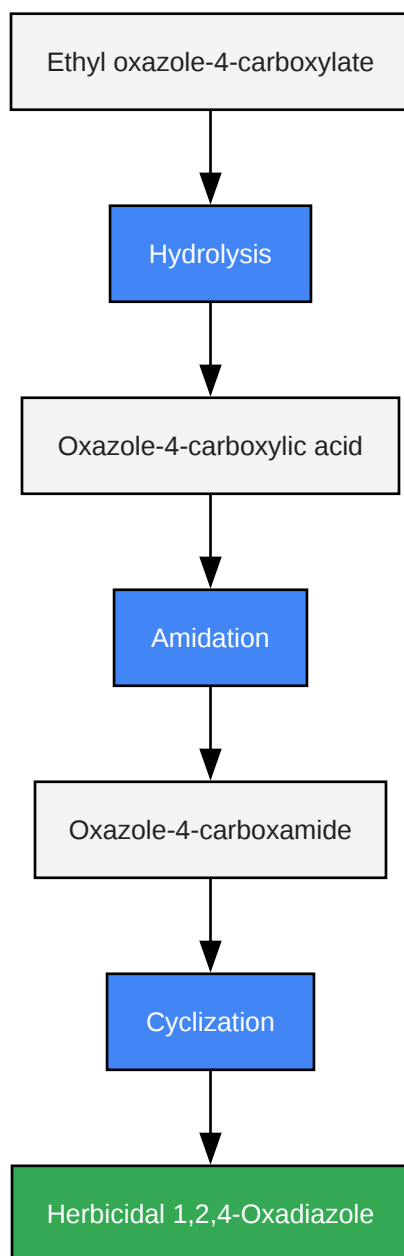 Ethyl oxazole-4-carboxylate
Hydrolysis
Oxazole-4-carboxylic acid
Amidation
Oxazole-4-carboxamide
Cyclization
Herbicidal 1,2,4-Oxadiazole